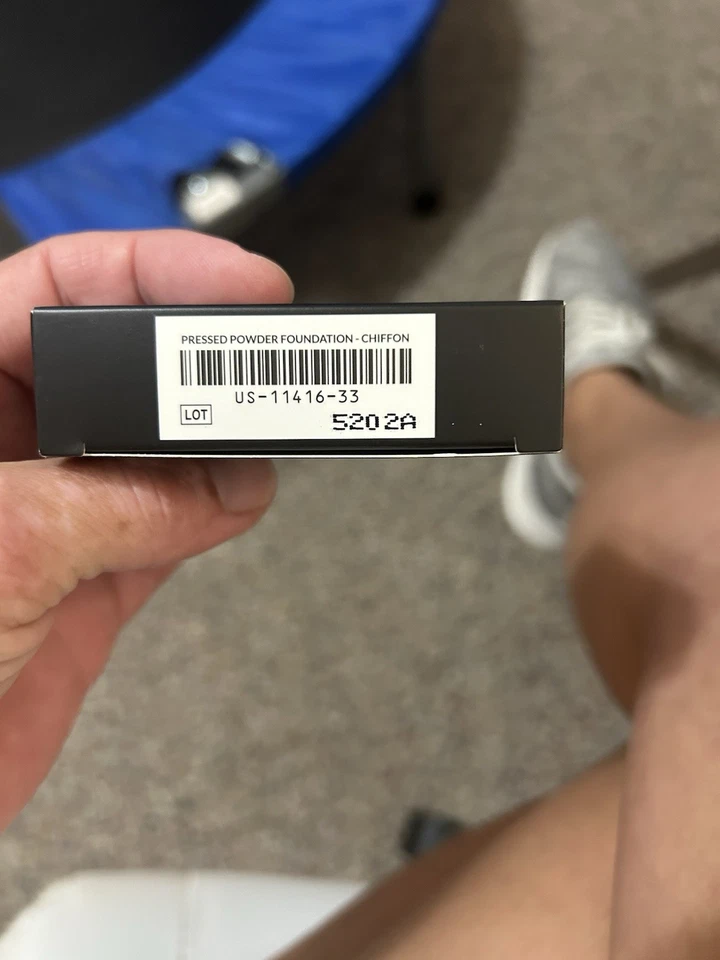 PRESSED POWDER FOUNDATION - CHIFFON
US-11416-33
LOT
5202A